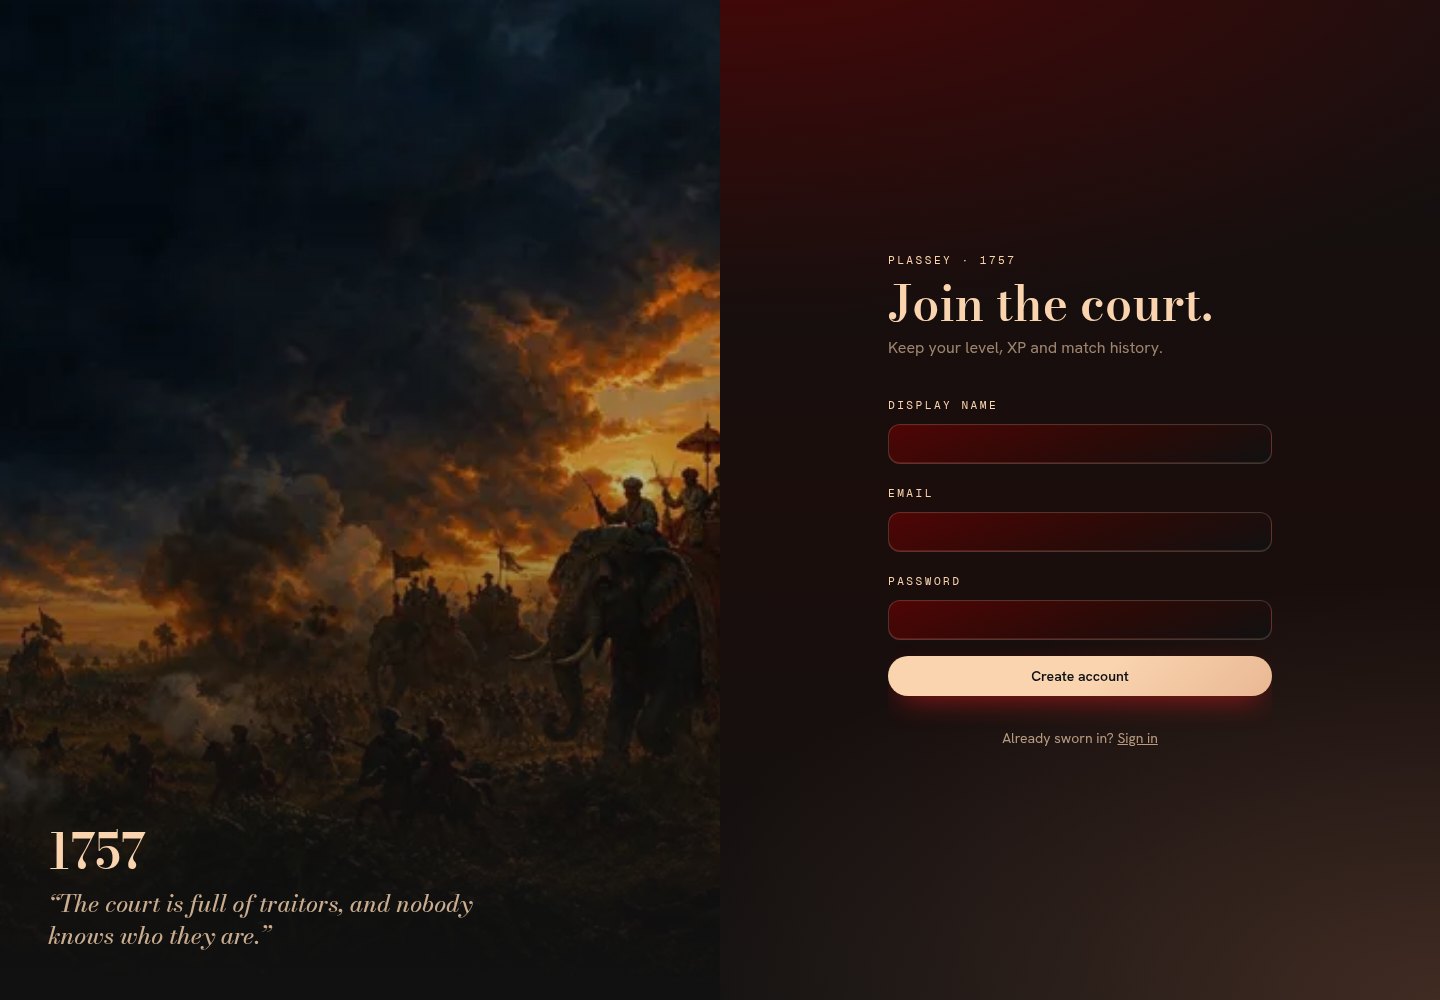 PLASSEY · 1757
Join the court.
Keep your level, XP and match history.
DISPLAY NAME
EMAIL
PASSWORD
Create account
Already sworn in? Sign in
1757
“The court is full of traitors, and nobody
knows who they are.”